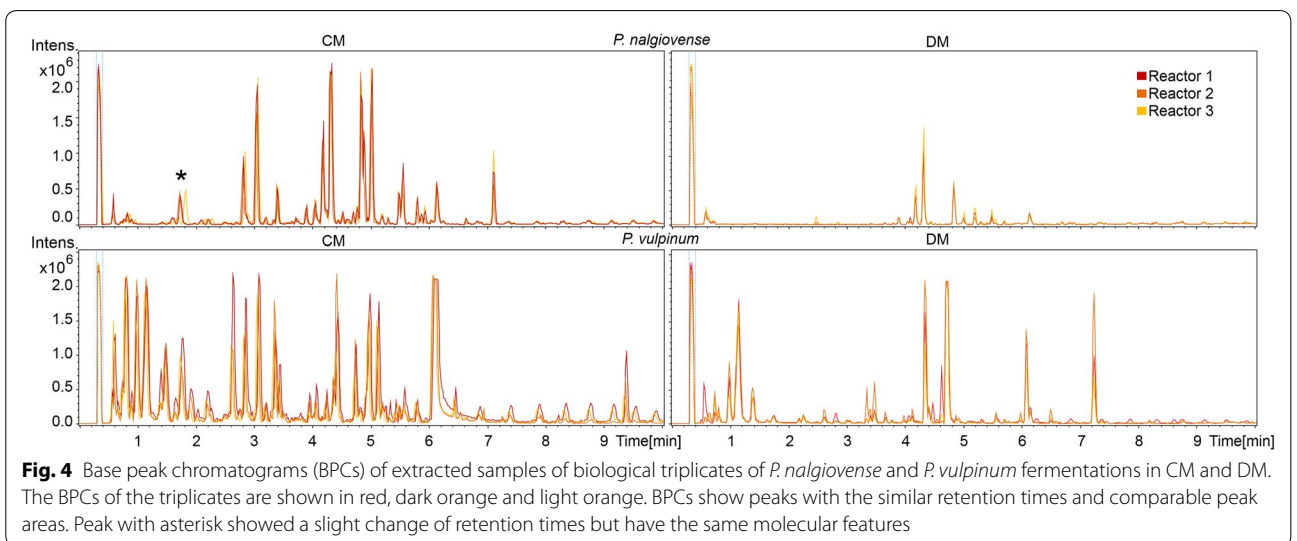 CM P. nalgiovense DM
Intens.
x10⁶
2.0
1.5
1.0
0.5
0.0
*
Reactor 1
Reactor 2
Reactor 3
CM P. vulpinum DM
Intens.
x10⁶
2.0
1.5
1.0
0.5
0.0
1 2 3 4 5 6 7 8 9 Time[min]
1 2 3 4 5 6 7 8 9 Time[min]
Fig. 4 Base peak chromatograms (BPCs) of extracted samples of biological triplicates of P. nalgiovense and P. vulpinum fermentations in CM and DM.
The BPCs of the triplicates are shown in red, dark orange and light orange. BPCs show peaks with the similar retention times and comparable peak
areas. Peak with asterisk showed a slight change of retention times but have the same molecular features